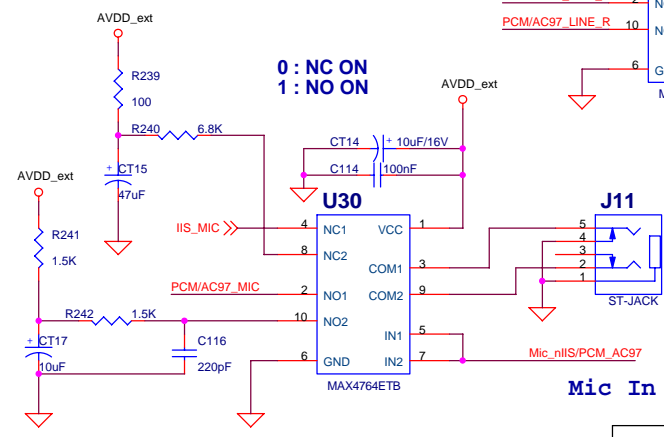 AVDD_ext
R239
100
R240 6.8K
CT15
+
47uF
AVDD_ext
R241
1.5K
R242 1.5K
CT17
+
10uF
C116
220pF
0 : NC ON
1 : NO ON
AVDD_ext
CT14 + 10uF/16V
C114 100nF
U30
IIS_MIC
PCM/AC97_MIC
4 NC1
8 NC2
2 NO1
10 NO2
6 GND
VCC 1
COM1 3
COM2 9
IN1 5
IN2 7
MAX4764ETB
Mic_nIIS/PCM_AC97
J11
5
4
3
2
1
ST-JACK
Mic In
PCM/AC97_LINE_R 10
6